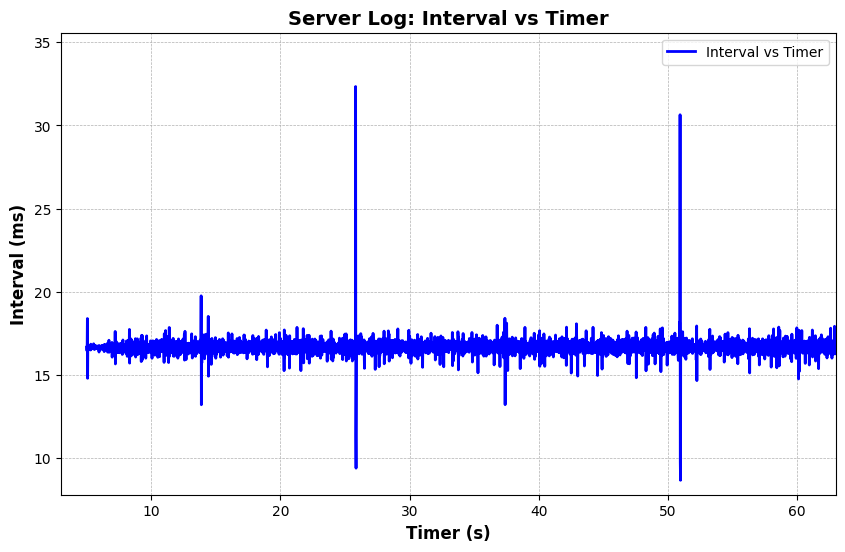 Server Log: Interval vs Timer
Interval vs Timer
35
30
25
20
15
10
Interval (ms)
10 20 30 40 50 60
Timer (s)